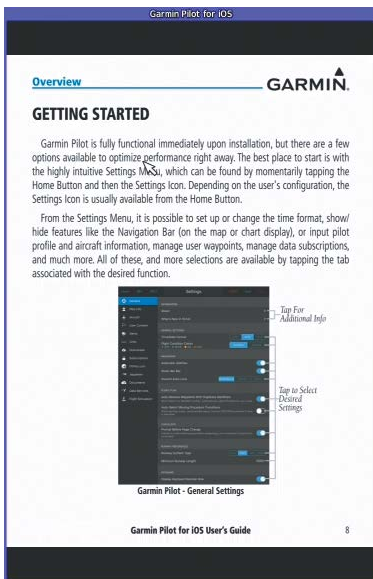 Garmin Pilot for iOS
Overview
GARMIN.
GETTING STARTED
Garmin Pilot is fully functional immediately upon installation, but there are a few
options available to optimize performance right away. The best place to start is with
the highly intuitive Settings Menu, which can be found by momentarily tapping the
Home Button and then the Settings Icon. Depending on the user's configuration, the
Settings Icon is usually available from the Home Button.
From the Settings Menu, it is possible to set up or change the time format, show/
hide features like the Navigation Bar (on the map or chart display), or input pilot
profile and aircraft information, manage user waypoints, manage data subscriptions,
and much more. All of these, and more selections are available by tapping the tab
associated with the desired function.
Settings
Tap For
Additional Info
Tap to Select
Desired
Settings
Garmin Pilot - General Settings
Garmin Pilot for iOS User's Guide
8